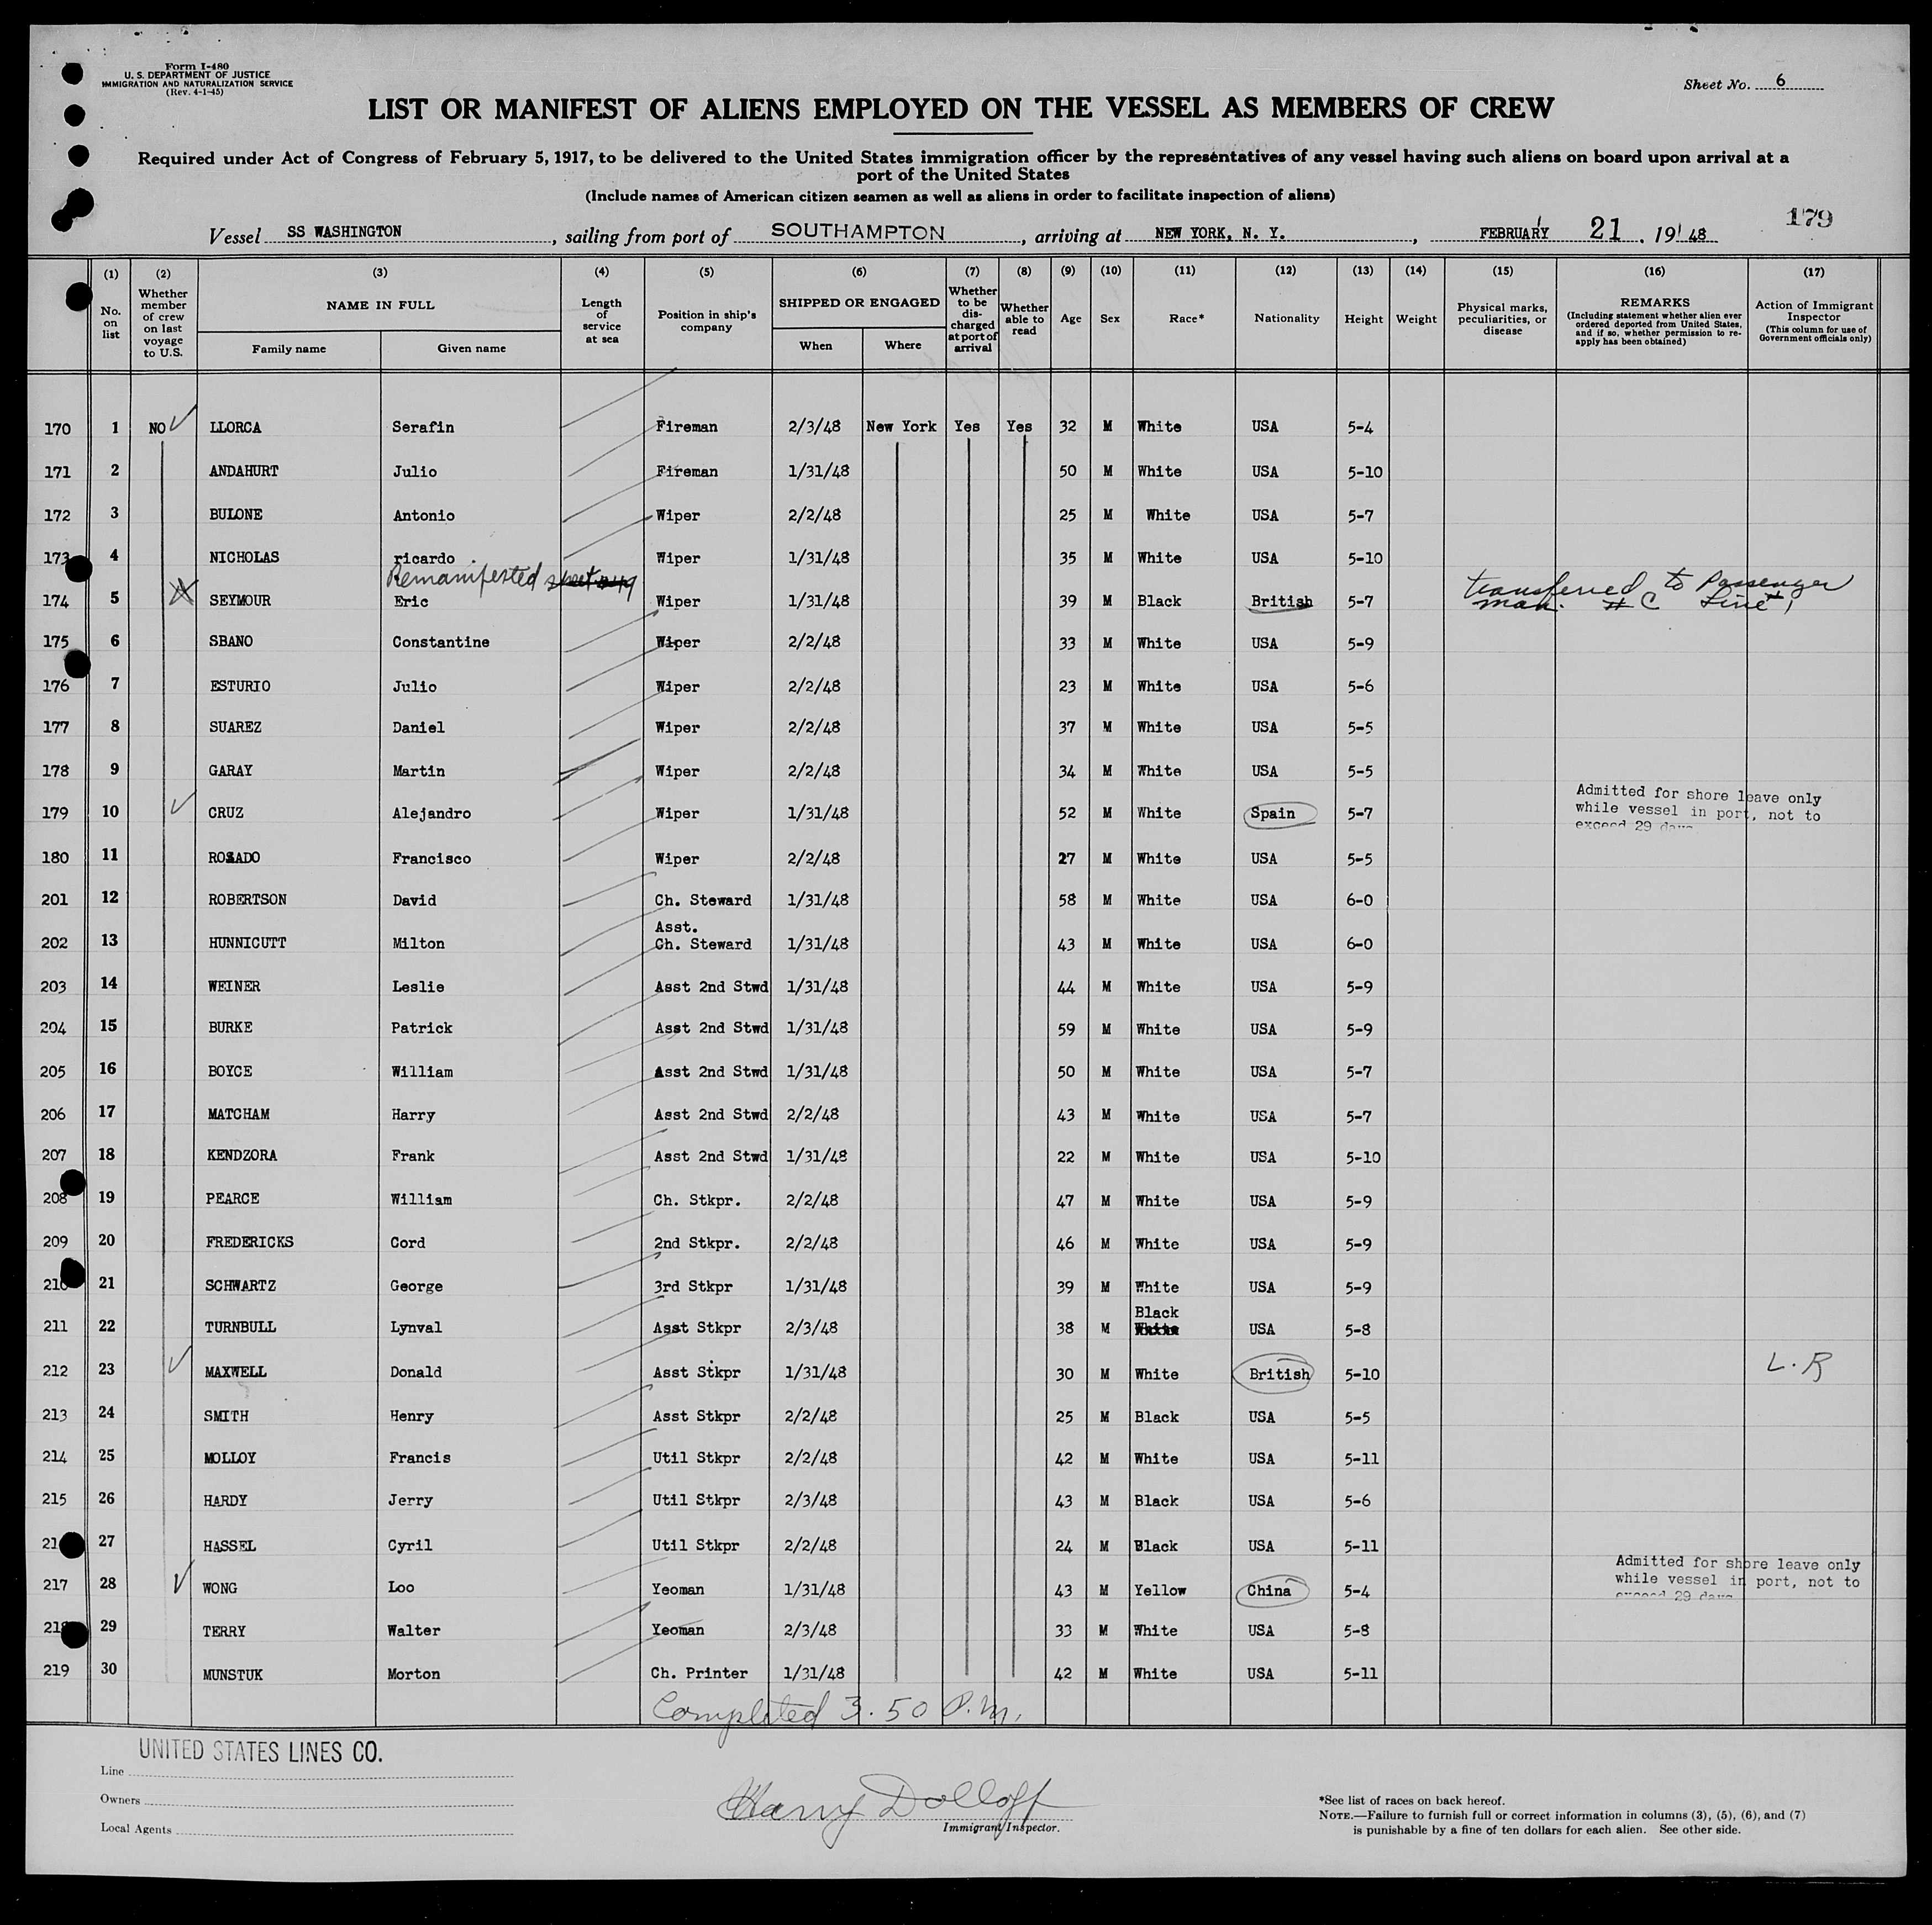 Form I-480
U. S. DEPARTMENT OF JUSTICE
IMMIGRATION AND NATURALIZATION SERVICE
(Rev. 4-1-45)
Sheet No. 6
LIST OR MANIFEST OF ALIENS EMPLOYED ON THE VESSEL AS MEMBERS OF CREW
Required under Act of Congress of February 5, 1917, to be delivered to the United States immigration officer by the representatives of any vessel having such aliens on board upon arrival at a
port of the United States
(Include names of American citizen seamen as well as aliens in order to facilitate inspection of aliens)
179
Vessel SS WASHINGTON, sailing from port of SOUTHAMPTON, arriving at NEW YORK, N. Y., FEBRUARY 21, 1948
(1) No. on list
(2) Whether member of crew on last voyage to U.S.
(3) NAME IN FULL Family name Given name
(4) Length of service at sea
(5) Position in ship's company
(6) SHIPPED OR ENGAGED When Where
(7) Whether to be discharged at port of arrival
(8) Whether able to read
(9) Age
(10) Sex
(11) Race*
(12) Nationality
(13) Height
(14) Weight
(15) Physical marks, peculiarities, or disease
(16) REMARKS (Including statement whether alien ever ordered deported from United States, and if so, whether permission to re-apply has been obtained)
(17) Action of Immigrant Inspector (This column for use of Government officials only)
170 1 NO LLORCA Serafin Fireman 2/3/48 New York Yes Yes 32 M White USA 5-4
171 2 ANDAHURT Julio Fireman 1/31/48 50 M White USA 5-10
172 3 BULONE Antonio Wiper 2/2/48 25 M White USA 5-7
173 4 NICHOLAS ricardo Wiper 1/31/48 35 M White USA 5-10
Remanifested
174 5 SEYMOUR Eric Wiper 1/31/48 39 M Black British 5-7 transferred to Passenger
man. # C Line 1
175 6 SBANO Constantine Wiper 2/2/48 33 M White USA 5-9
176 7 ESTURIO Julio Wiper 2/2/48 23 M White USA 5-6
177 8 SUAREZ Daniel Wiper 2/2/48 37 M White USA 5-5
178 9 GARAY Martin Wiper 2/2/48 34 M White USA 5-5
179 10 CRUZ Alejandro Wiper 1/31/48 52 M White Spain 5-7 Admitted for shore leave only
while vessel in port, not to
exceed 29 days
180 11 ROSADO Francisco Wiper 2/2/48 27 M White USA 5-5
201 12 ROBERTSON David Ch. Steward 1/31/48 58 M White USA 6-0
Asst.
202 13 HUNNICUTT Milton Ch. Steward 1/31/48 43 M White USA 6-0
203 14 WEINER Leslie Asst 2nd Stwd 1/31/48 44 M White USA 5-9
204 15 BURKE Patrick Asst 2nd Stwd 1/31/48 59 M White USA 5-9
205 16 BOYCE William Asst 2nd Stwd 1/31/48 50 M White USA 5-7
206 17 MATCHAM Harry Asst 2nd Stwd 2/2/48 43 M White USA 5-7
207 18 KENDZORA Frank Asst 2nd Stwd 1/31/48 22 M White USA 5-10
208 19 PEARCE William Ch. Stkpr. 2/2/48 47 M White USA 5-9
209 20 FREDERICKS Cord 2nd Stkpr. 2/2/48 46 M White USA 5-9
210 21 SCHWARTZ George 3rd Stkpr 1/31/48 39 M White USA 5-9
Black
211 22 TURNBULL Lynval Asst Stkpr 2/3/48 38 M White USA 5-8
212 23 MAXWELL Donald Asst Stkpr 1/31/48 30 M White British 5-10 L. R
213 24 SMITH Henry Asst Stkpr 2/2/48 25 M Black USA 5-5
214 25 MOLLOY Francis Util Stkpr 2/2/48 42 M White USA 5-11
215 26 HARDY Jerry Util Stkpr 2/3/48 43 M Black USA 5-6
21 27 HASSEL Cyril Util Stkpr 2/2/48 24 M Black USA 5-11
217 28 WONG Loo Yeoman 1/31/48 43 M Yellow China 5-4 Admitted for shore leave only
while vessel in port, not to
exceed 29 days
218 29 TERRY Walter Yeoman 2/3/48 33 M White USA 5-8
219 30 MUNSTUK Morton Ch. Printer 1/31/48 42 M White USA 5-11
Completed 3.50 P.M.
UNITED STATES LINES CO.
Line
Owners
Local Agents
Harry Dolloff
Immigrant Inspector.
*See list of races on back hereof.
NOTE.—Failure to furnish full or correct information in columns (3), (5), (6), and (7)
is punishable by a fine of ten dollars for each alien. See other side.